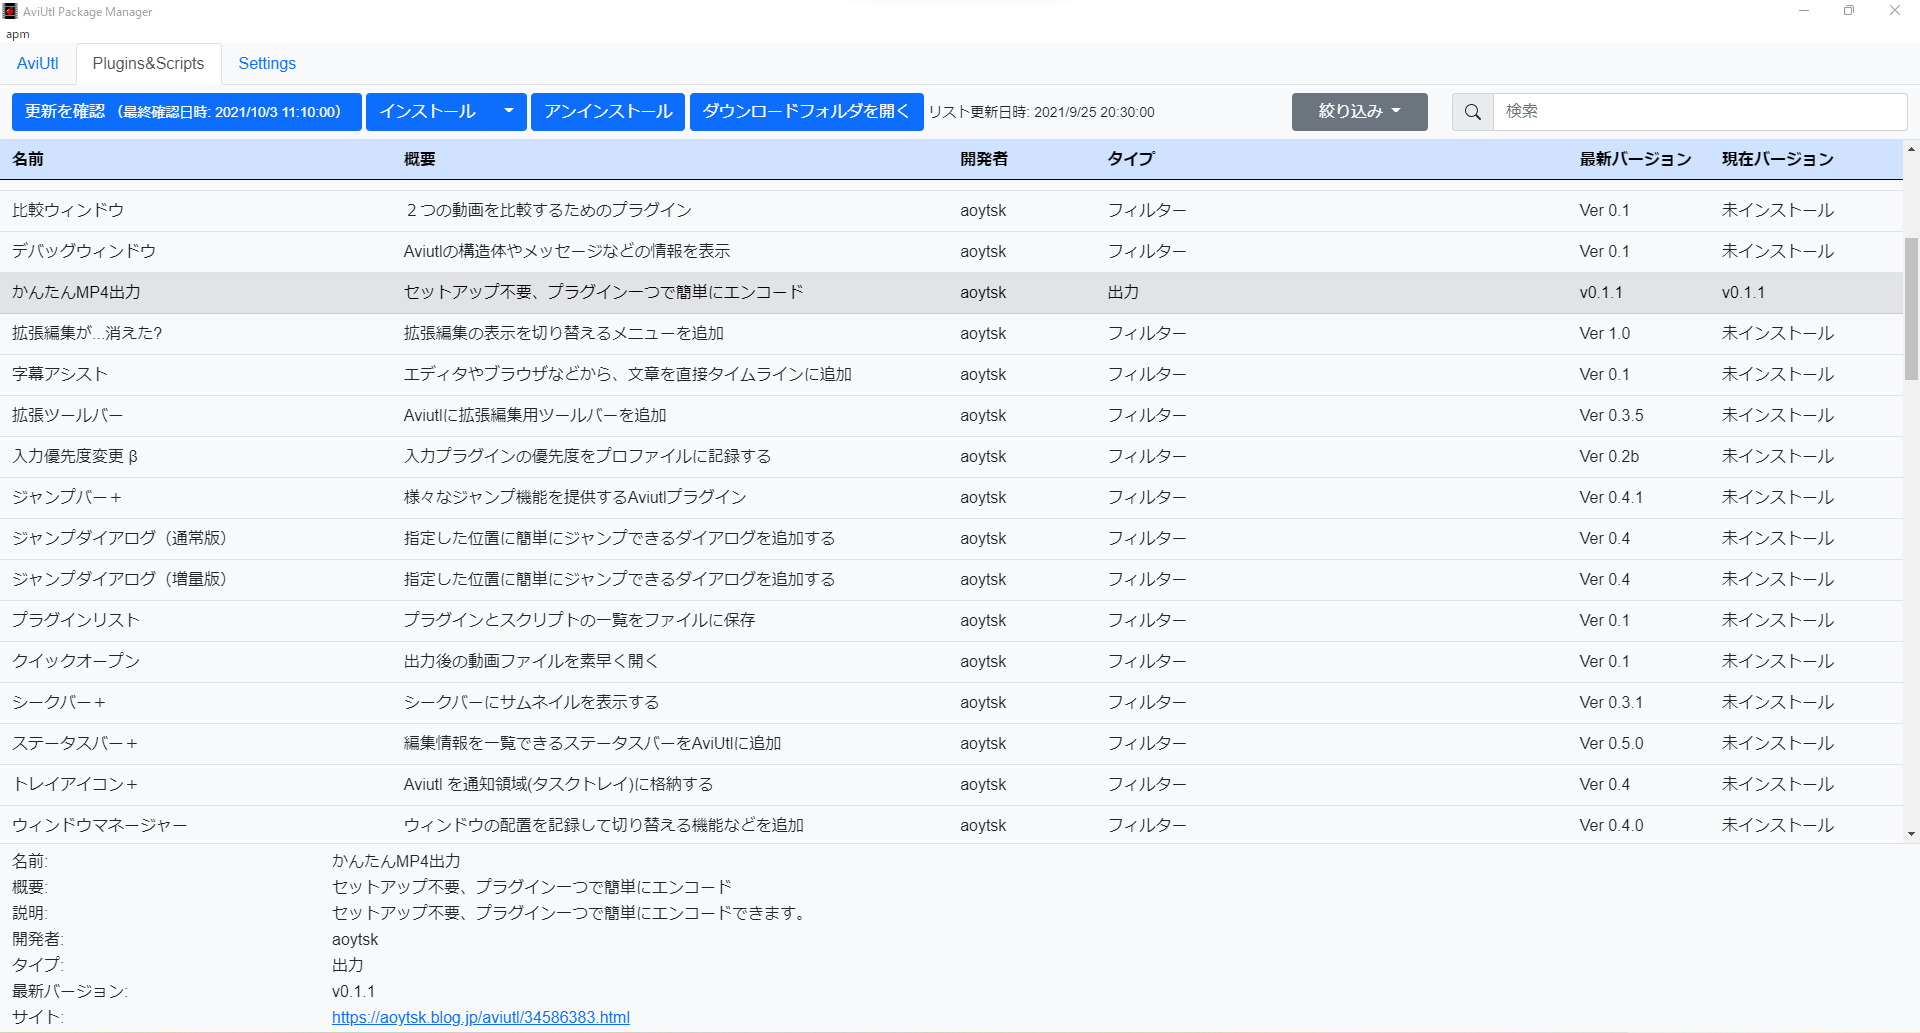 AviUtl Package Manager
apm
AviUtl Plugins&Scripts Settings
更新を確認 （最終確認日時: 2021/10/3 11:10:00） インストール アンインストール ダウンロードフォルダを開く リスト更新日時: 2021/9/25 20:30:00 絞り込み 検索
名前 概要 開発者 タイプ 最新バージョン 現在バージョン
比較ウィンドウ ２つの動画を比較するためのプラグイン aoytsk フィルター Ver 0.1 未インストール
デバッグウィンドウ Aviutlの構造体やメッセージなどの情報を表示 aoytsk フィルター Ver 0.1 未インストール
かんたんMP4出力 セットアップ不要、プラグイン一つで簡単にエンコード aoytsk 出力 v0.1.1 v0.1.1
拡張編集が...消えた? 拡張編集の表示を切り替えるメニューを追加 aoytsk フィルター Ver 1.0 未インストール
字幕アシスト エディタやブラウザなどから、文章を直接タイムラインに追加 aoytsk フィルター Ver 0.1 未インストール
拡張ツールバー Aviutlに拡張編集用ツールバーを追加 aoytsk フィルター Ver 0.3.5 未インストール
入力優先度変更 β 入力プラグインの優先度をプロファイルに記録する aoytsk フィルター Ver 0.2b 未インストール
ジャンプバー＋ 様々なジャンプ機能を提供するAviutlプラグイン aoytsk フィルター Ver 0.4.1 未インストール
ジャンプダイアログ（通常版） 指定した位置に簡単にジャンプできるダイアログを追加する aoytsk フィルター Ver 0.4 未インストール
ジャンプダイアログ（増量版） 指定した位置に簡単にジャンプできるダイアログを追加する aoytsk フィルター Ver 0.4 未インストール
プラグインリスト プラグインとスクリプトの一覧をファイルに保存 aoytsk フィルター Ver 0.1 未インストール
クイックオープン 出力後の動画ファイルを素早く開く aoytsk フィルター Ver 0.1 未インストール
シークバー＋ シークバーにサムネイルを表示する aoytsk フィルター Ver 0.3.1 未インストール
ステータスバー＋ 編集情報を一覧できるステータスバーをAviUtlに追加 aoytsk フィルター Ver 0.5.0 未インストール
トレイアイコン＋ Aviutl を通知領域(タスクトレイ)に格納する aoytsk フィルター Ver 0.4 未インストール
ウィンドウマネージャー ウィンドウの配置を記録して切り替える機能などを追加 aoytsk フィルター Ver 0.4.0 未インストール
名前: かんたんMP4出力
概要: セットアップ不要、プラグイン一つで簡単にエンコード
説明: セットアップ不要、プラグイン一つで簡単にエンコードできます。
開発者: aoytsk
タイプ: 出力
最新バージョン: v0.1.1
サイト: https://aoytsk.blog.jp/aviutl/34586383.html